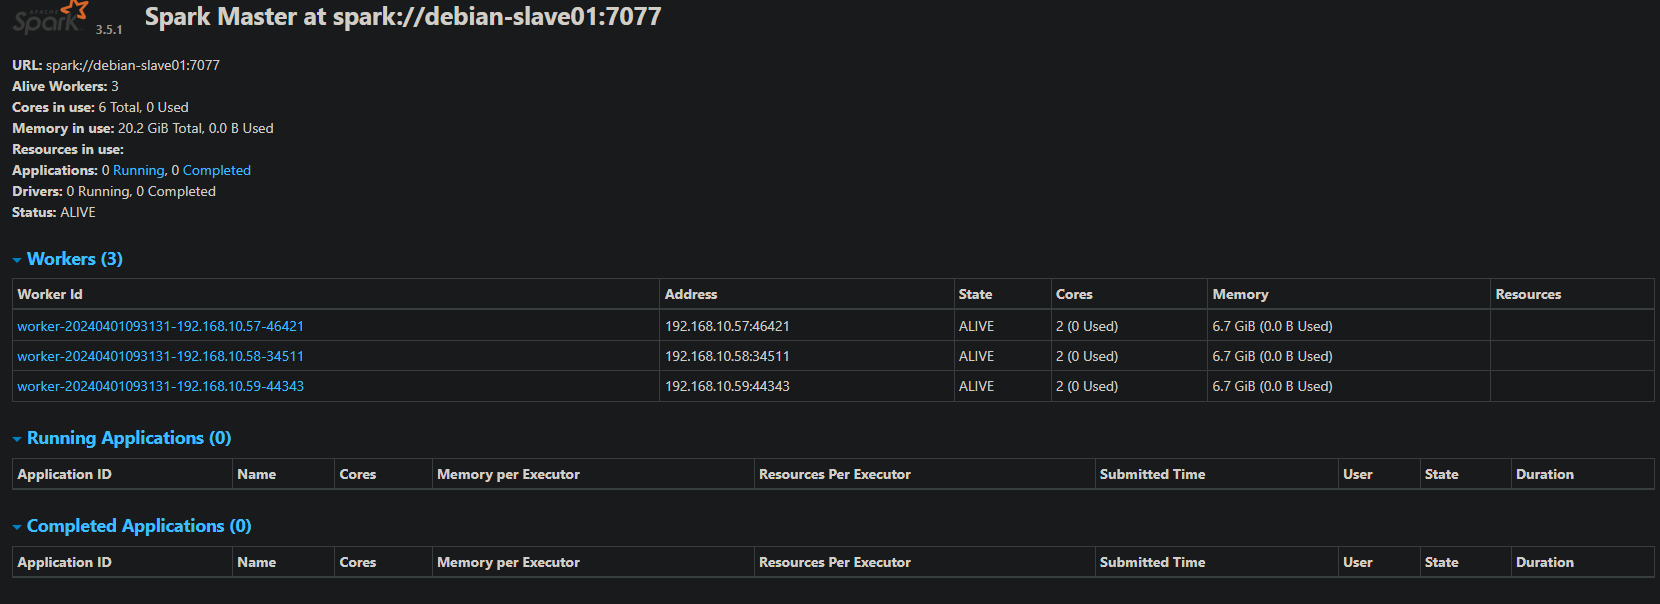 APACHE
Spark 3.5.1 Spark Master at spark://debian-slave01:7077
URL: spark://debian-slave01:7077
Alive Workers: 3
Cores in use: 6 Total, 0 Used
Memory in use: 20.2 GiB Total, 0.0 B Used
Resources in use:
Applications: 0 Running, 0 Completed
Drivers: 0 Running, 0 Completed
Status: ALIVE
Workers (3)
Worker Id Address State Cores Memory Resources
worker-20240401093131-192.168.10.57-46421 192.168.10.57:46421 ALIVE 2 (0 Used) 6.7 GiB (0.0 B Used)
worker-20240401093131-192.168.10.58-34511 192.168.10.58:34511 ALIVE 2 (0 Used) 6.7 GiB (0.0 B Used)
worker-20240401093131-192.168.10.59-44343 192.168.10.59:44343 ALIVE 2 (0 Used) 6.7 GiB (0.0 B Used)
Running Applications (0)
Application ID Name Cores Memory per Executor Resources Per Executor Submitted Time User State Duration
Completed Applications (0)
Application ID Name Cores Memory per Executor Resources Per Executor Submitted Time User State Duration